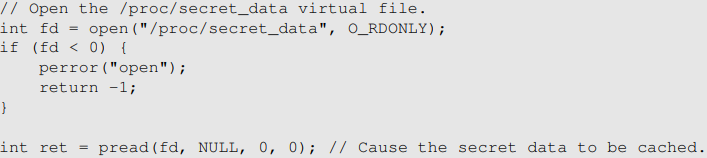 // Open the /proc/secret_data virtual file.
int fd = open("/proc/secret_data", O_RDONLY);
if (fd < 0) {
    perror("open");
    return -1;
}
int ret = pread(fd, NULL, 0, 0); // Cause the secret data to be cached.